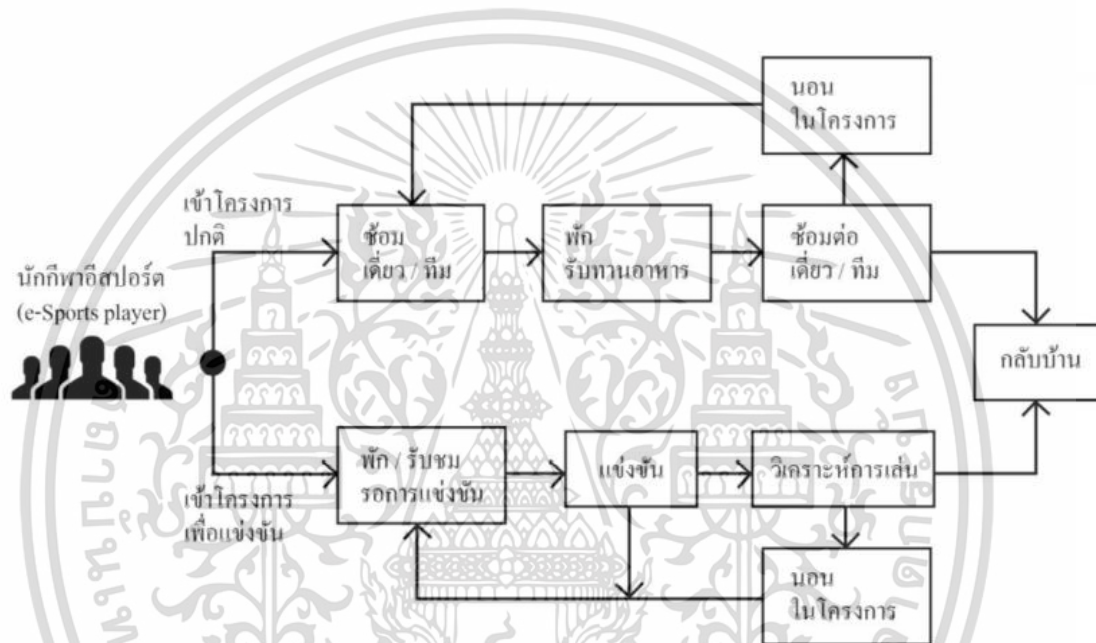 นอน
ในโครงการ
เข้าโครงการ
ปกติ
ซ้อม
เดี่ยว / ทีม
พัก
รับทานอาหาร
ซ้อมต่อ
เดี่ยว / ทีม
นักกีฬาอีสปอร์ต
(e-Sports player)
กลับบ้าน
พัก / รับชม
รอการแข่งขัน
แข่งขัน
วิเคราะห์การเล่น
เข้าโครงการ
เพื่อแข่งขัน
นอน
ในโครงการ